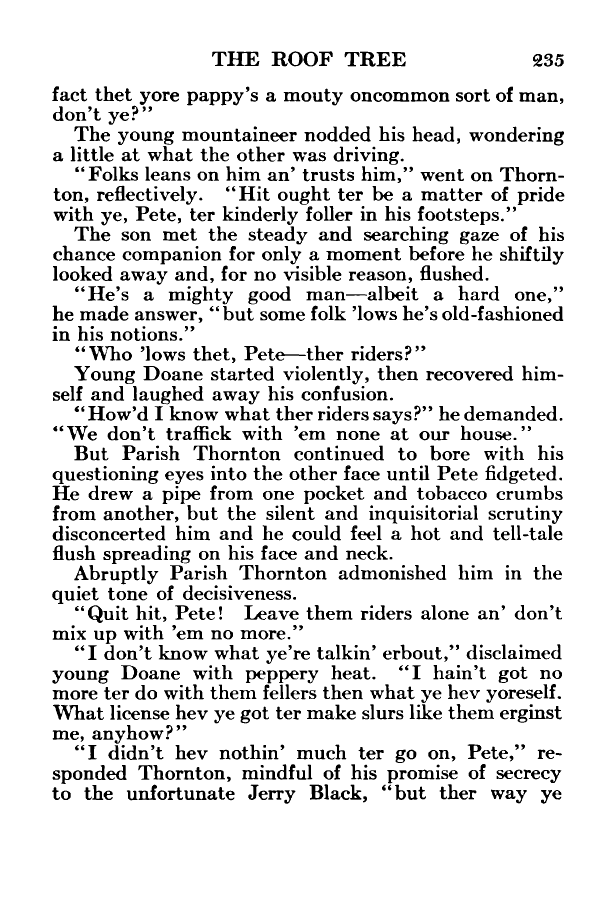 THE ROOF TREE 235
fact thet yore pappy's a mouty oncommon sort of man,
don't ye?"
The young mountaineer nodded his head, wondering
a little at what the other was driving.
"Folks leans on him an' trusts him," went on Thorn-
ton, reflectively. "Hit ought ter be a matter of pride
with ye, Pete, ter kinderly foller in his footsteps."
The son met the steady and searching gaze of his
chance companion for only a moment before he shiftily
looked away and, for no visible reason, flushed.
"He's a mighty good man—albeit a hard one,"
he made answer, "but some folk 'lows he's old-fashioned
in his notions."
"Who 'lows thet, Pete—ther riders?"
Young Doane started violently, then recovered him-
self and laughed away his confusion.
"How'd I know what ther riders says?" he demanded.
"We don't traffick with 'em none at our house."
But Parish Thornton continued to bore with his
questioning eyes into the other face until Pete fidgeted.
He drew a pipe from one pocket and tobacco crumbs
from another, but the silent and inquisitorial scrutiny
disconcerted him and he could feel a hot and tell-tale
flush spreading on his face and neck.
Abruptly Parish Thornton admonished him in the
quiet tone of decisiveness.
"Quit hit, Pete! Leave them riders alone an' don't
mix up with 'em no more."
"I don't know what ye're talkin' erbout," disclaimed
young Doane with peppery heat. "I hain't got no
more ter do with them fellers then what ye hev yoreself.
What license hev ye got ter make slurs like them erginst
me, anyhow?"
"I didn't hev nothin' much ter go on, Pete," re-
sponded Thornton, mindful of his promise of secrecy
to the unfortunate Jerry Black, "but ther way ye